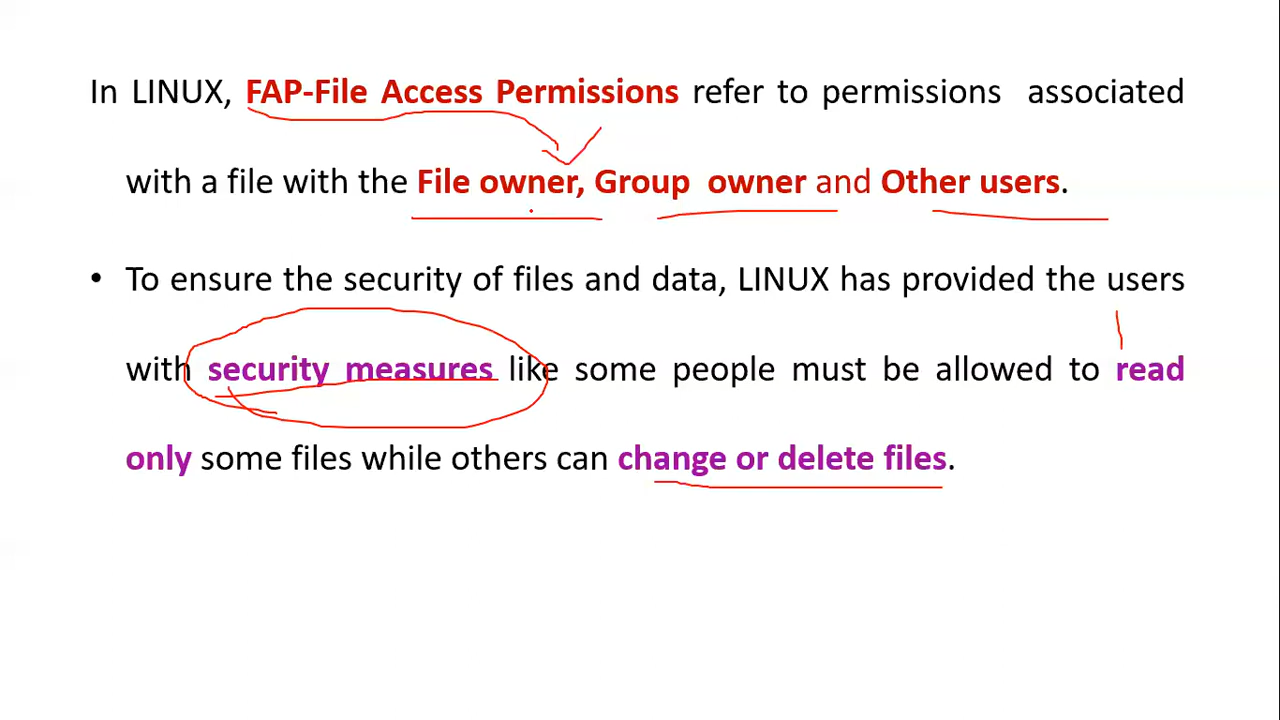 In LINUX, FAP-File Access Permissions refer to permissions associated
with a file with the File owner, Group owner and Other users.
• To ensure the security of files and data, LINUX has provided the users
with security measures like some people must be allowed to read
only some files while others can change or delete files.